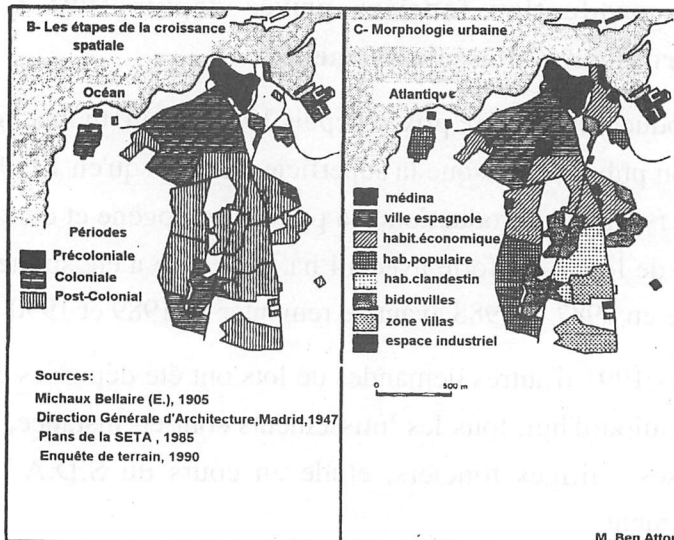 B- Les étapes de la croissance
spatiale
Océan
Périodes
Précoloniale
Coloniale
Post-Colonial
Sources:
Michaux Bellaire (E.), 1905
Direction Générale d'Architecture,Madrid,1947
Plans de la SETA , 1985
Enquête de terrain, 1990
C- Morphologie urbaine
Atlantique
médina
ville espagnole
habit.économique
hab.populaire
hab.clandestin
bidonvilles
zone villas
espace industriel
0 500 m
M. Ben Attou